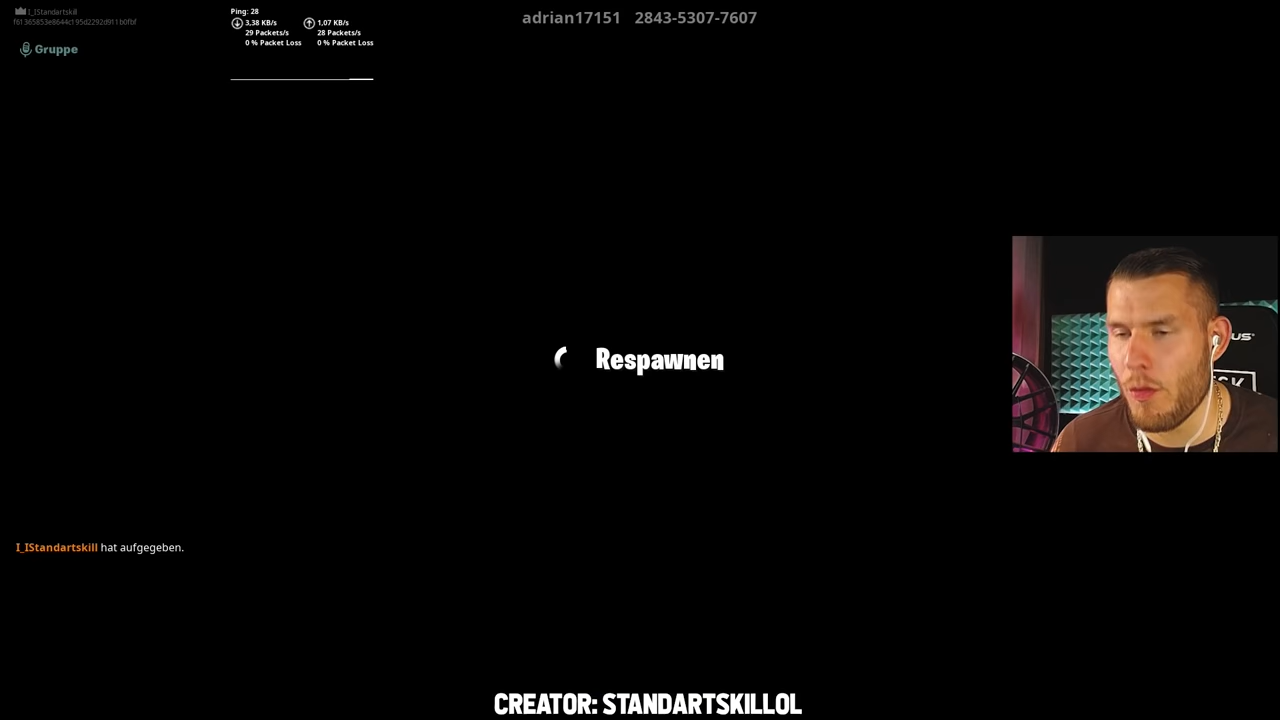 I_IStandartskill
f61365853e8644c195d2292d911b0fbf
Gruppe
Ping: 28
3,38 KB/s 1,07 KB/s
29 Packets/s 28 Packets/s
0 % Packet Loss 0 % Packet Loss
adrian17151 2843-5307-7607
Respawnen
I_IStandartskill hat aufgegeben.
CREATOR: STANDARTSKILLOL